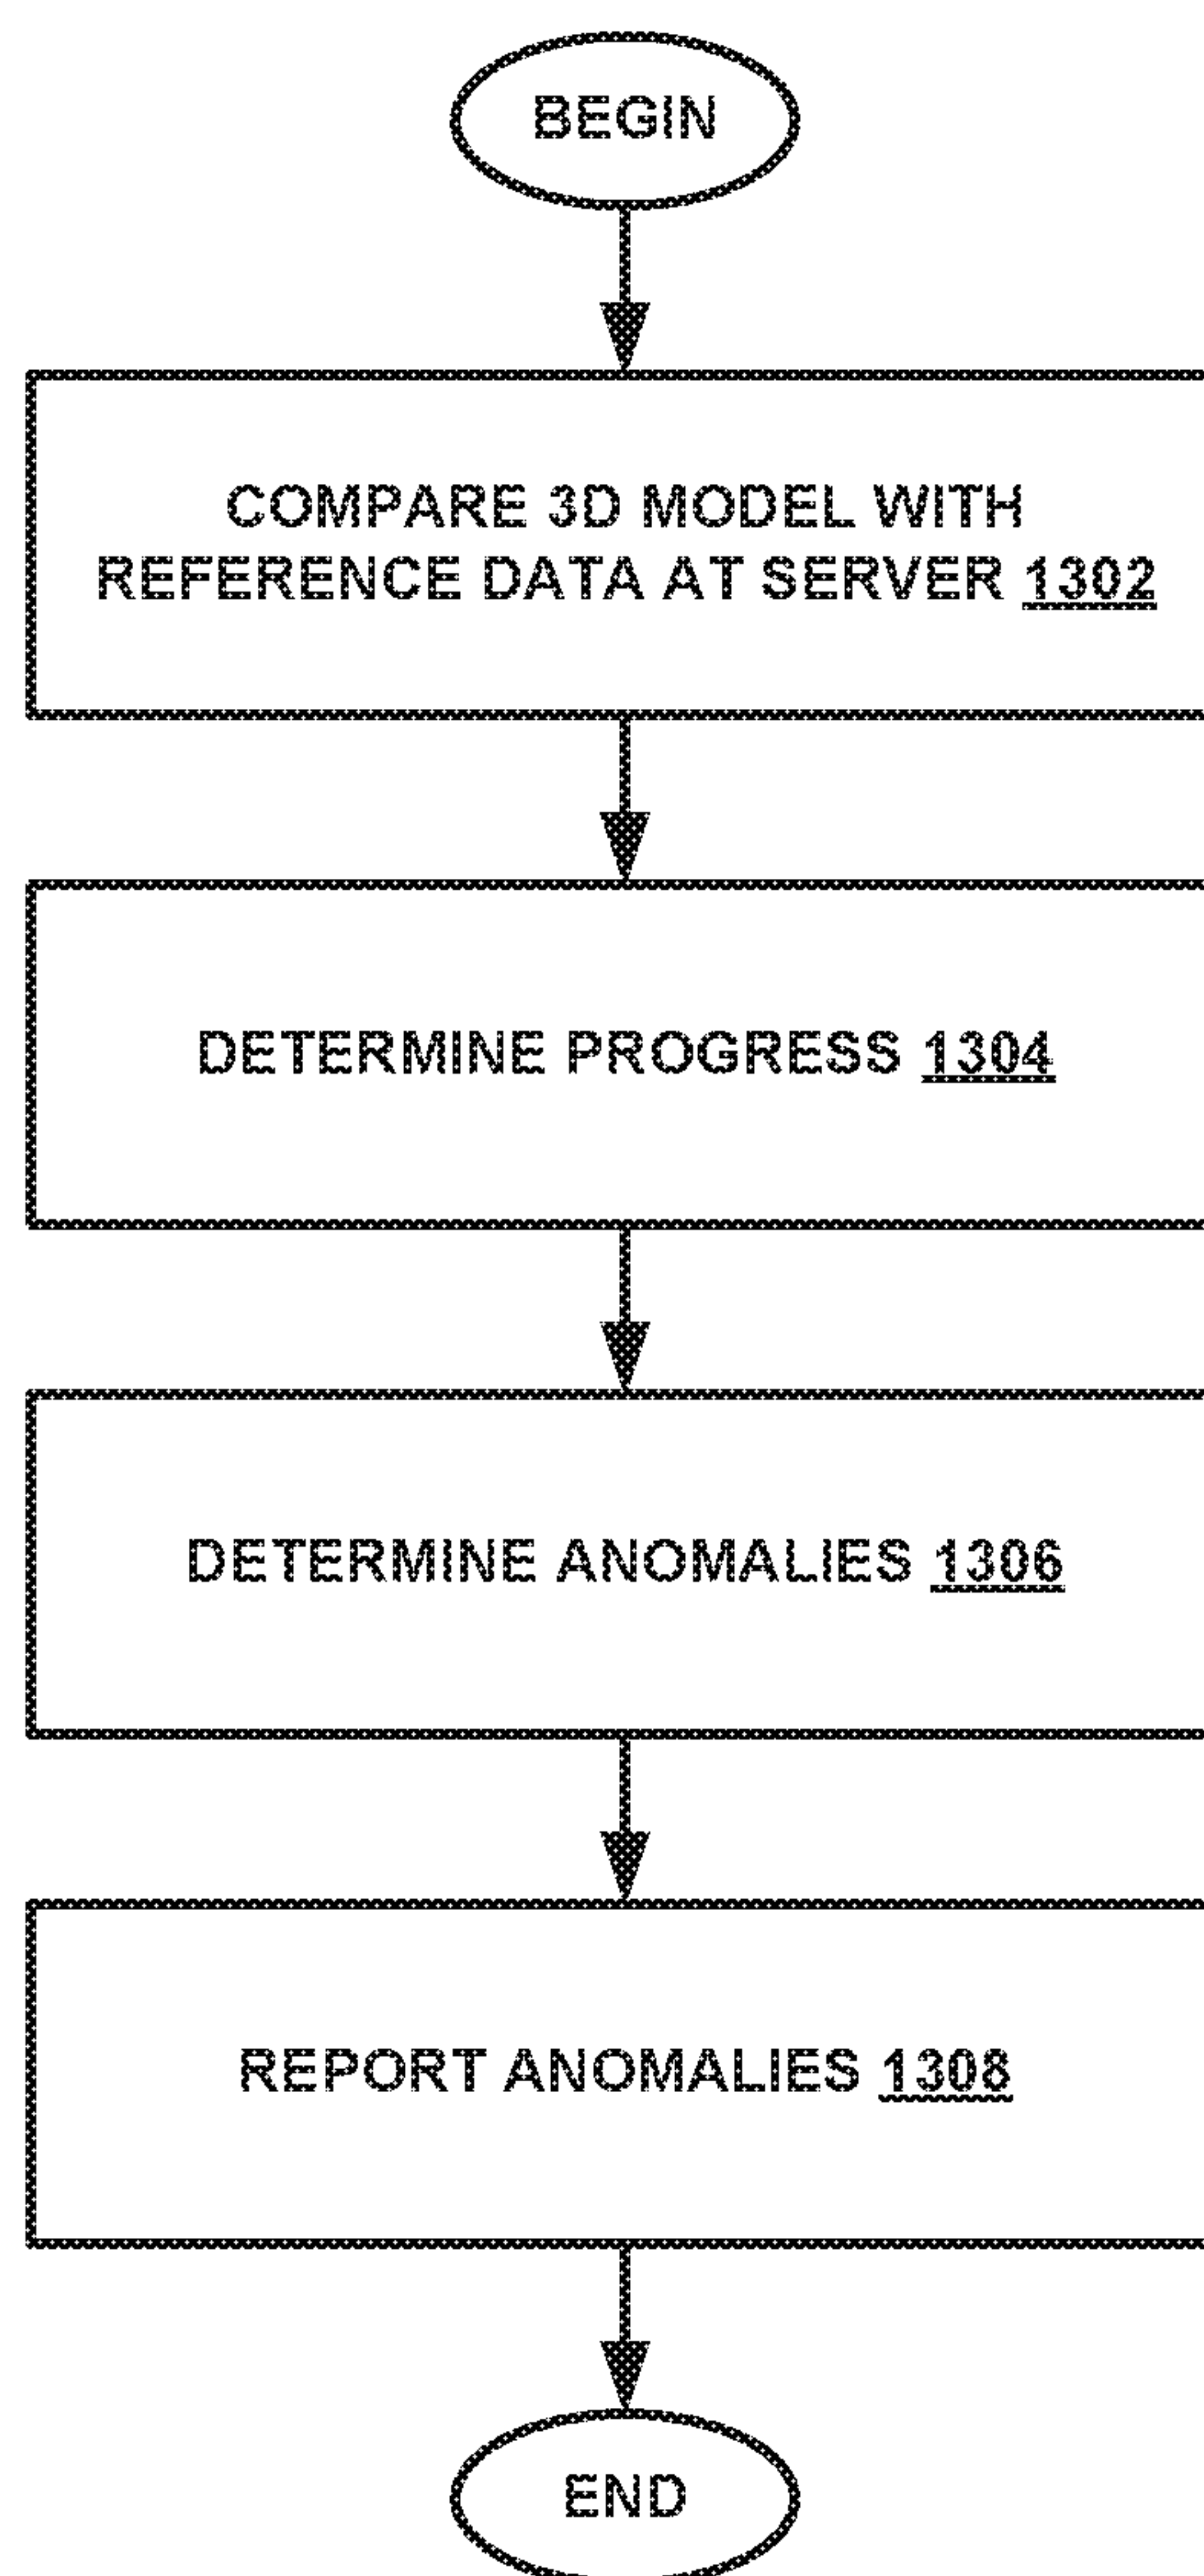 BEGIN
COMPARE 3D MODEL WITH
REFERENCE DATA AT SERVER 1302
DETERMINE PROGRESS 1304
DETERMINE ANOMALIES 1306
REPORT ANOMALIES 1308
END